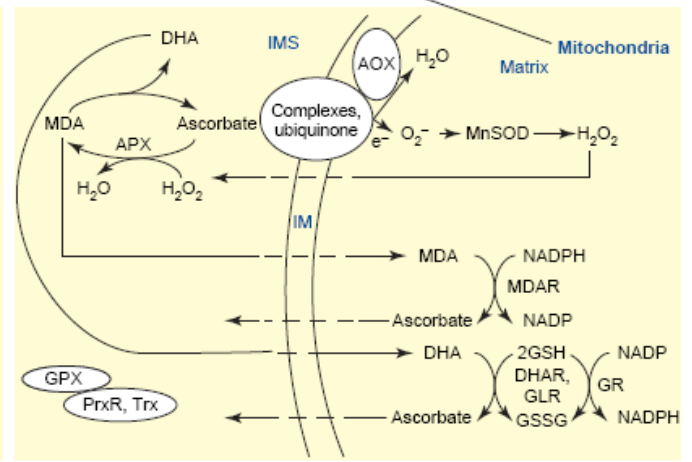 DHA
IMS
AOX
H2O
Mitochondria
Matrix
MDA
Ascorbate
Complexes,
ubiquinone
APX
e− O2− MnSOD H2O2
H2O
H2O2
IM
MDA
NADPH
MDAR
Ascorbate
NADP
DHA
2GSH
NADP
DHAR,
GLR
GR
GPX
PrxR, Trx
Ascorbate
GSSG
NADPH